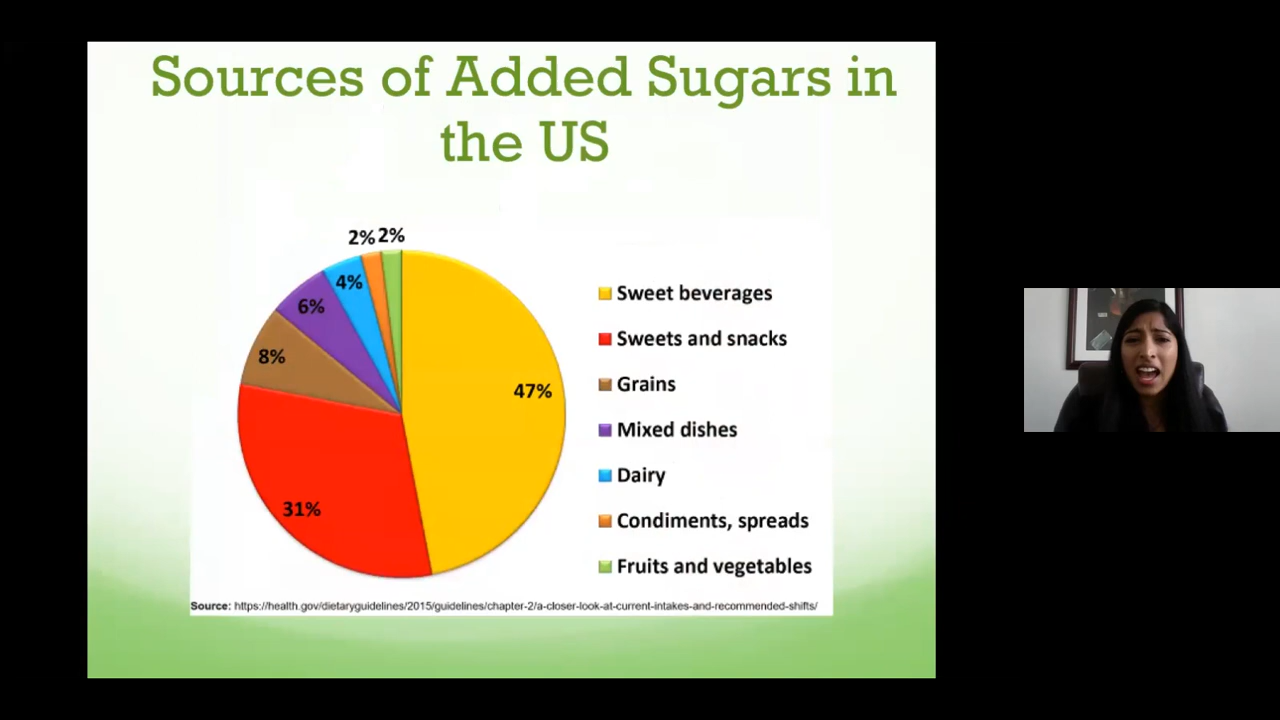 Sources of Added Sugars in
the US
2% 2%
4%
6%
8%
47%
31%
Sweet beverages
Sweets and snacks
Grains
Mixed dishes
Dairy
Condiments, spreads
Fruits and vegetables
Source: https://health.gov/dietaryguidelines/2015/guidelines/chapter-2/a-closer-look-at-current-intakes-and-recommended-shifts/